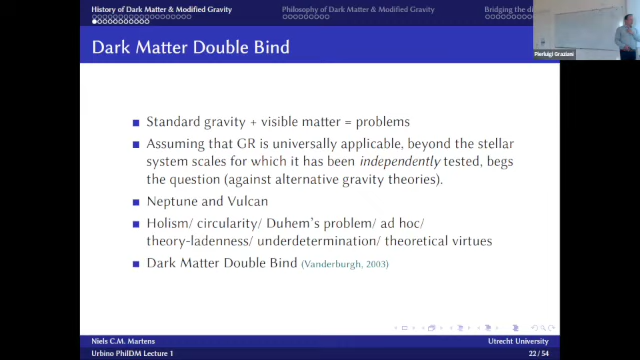 History of Dark Matter & Modified Gravity
Philosophy of Dark Matter & Modified Gravity
Bridging the di
Dark Matter Double Bind
Pierluigi Graziani
Standard gravity + visible matter = problems
Assuming that GR is universally applicable, beyond the stellar
system scales for which it has been independently tested, begs
the question (against alternative gravity theories).
Neptune and Vulcan
Holism/ circularity/ Duhem's problem/ ad hoc/
theory-ladenness/ underdetermination/ theoretical virtues
Dark Matter Double Bind (Vanderburgh, 2003)
Niels C.M. Martens
Utrecht University
Urbino PhilDM Lecture 1
22 / 54